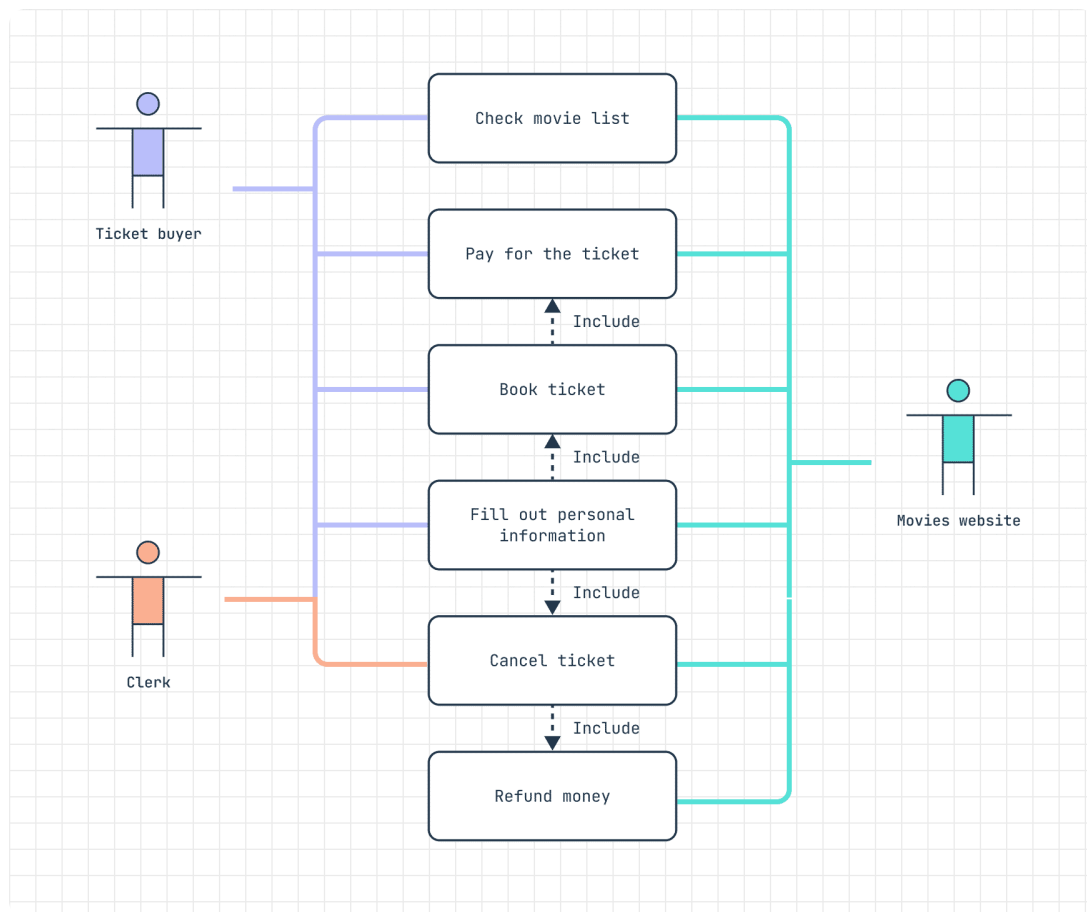 Check movie list
Ticket buyer
Pay for the ticket
Include
Book ticket
Include
Fill out personal
information
Movies website
Include
Cancel ticket
Clerk
Include
Refund money